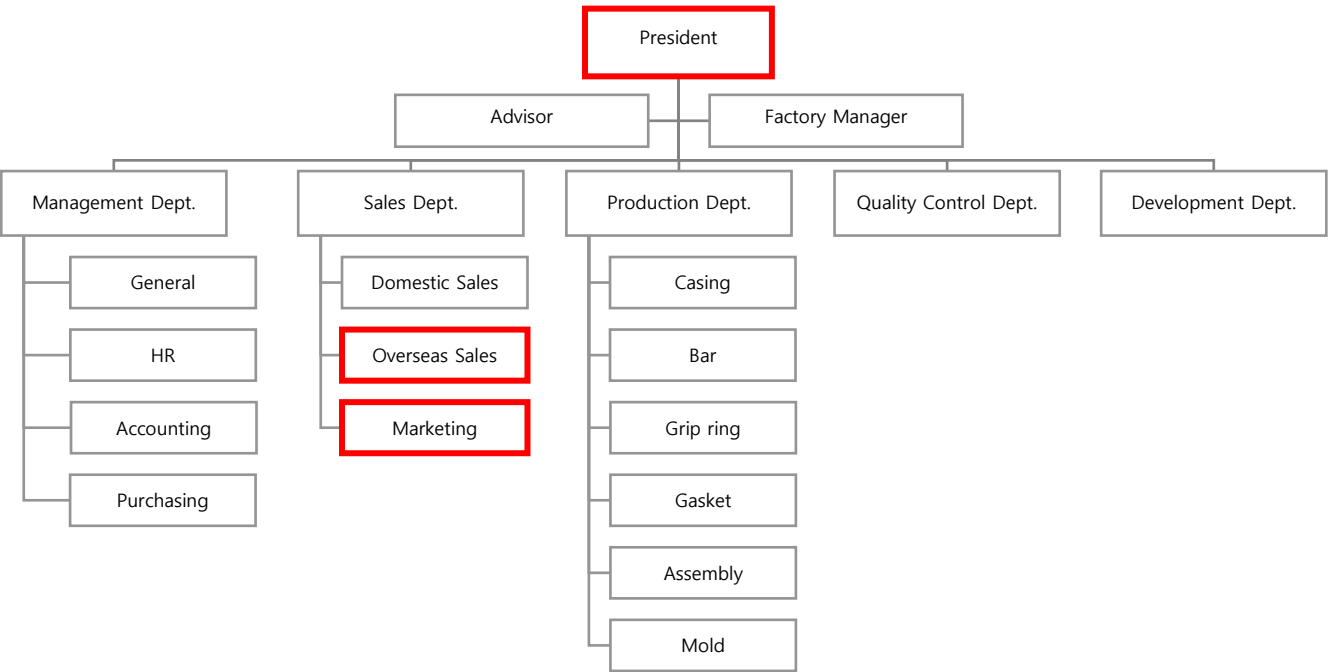 President
Advisor
Factory Manager
Management Dept.
Sales Dept.
Production Dept.
Quality Control Dept.
Development Dept.
General
HR
Accounting
Purchasing
Domestic Sales
Overseas Sales
Marketing
Casing
Bar
Grip ring
Gasket
Assembly
Mold